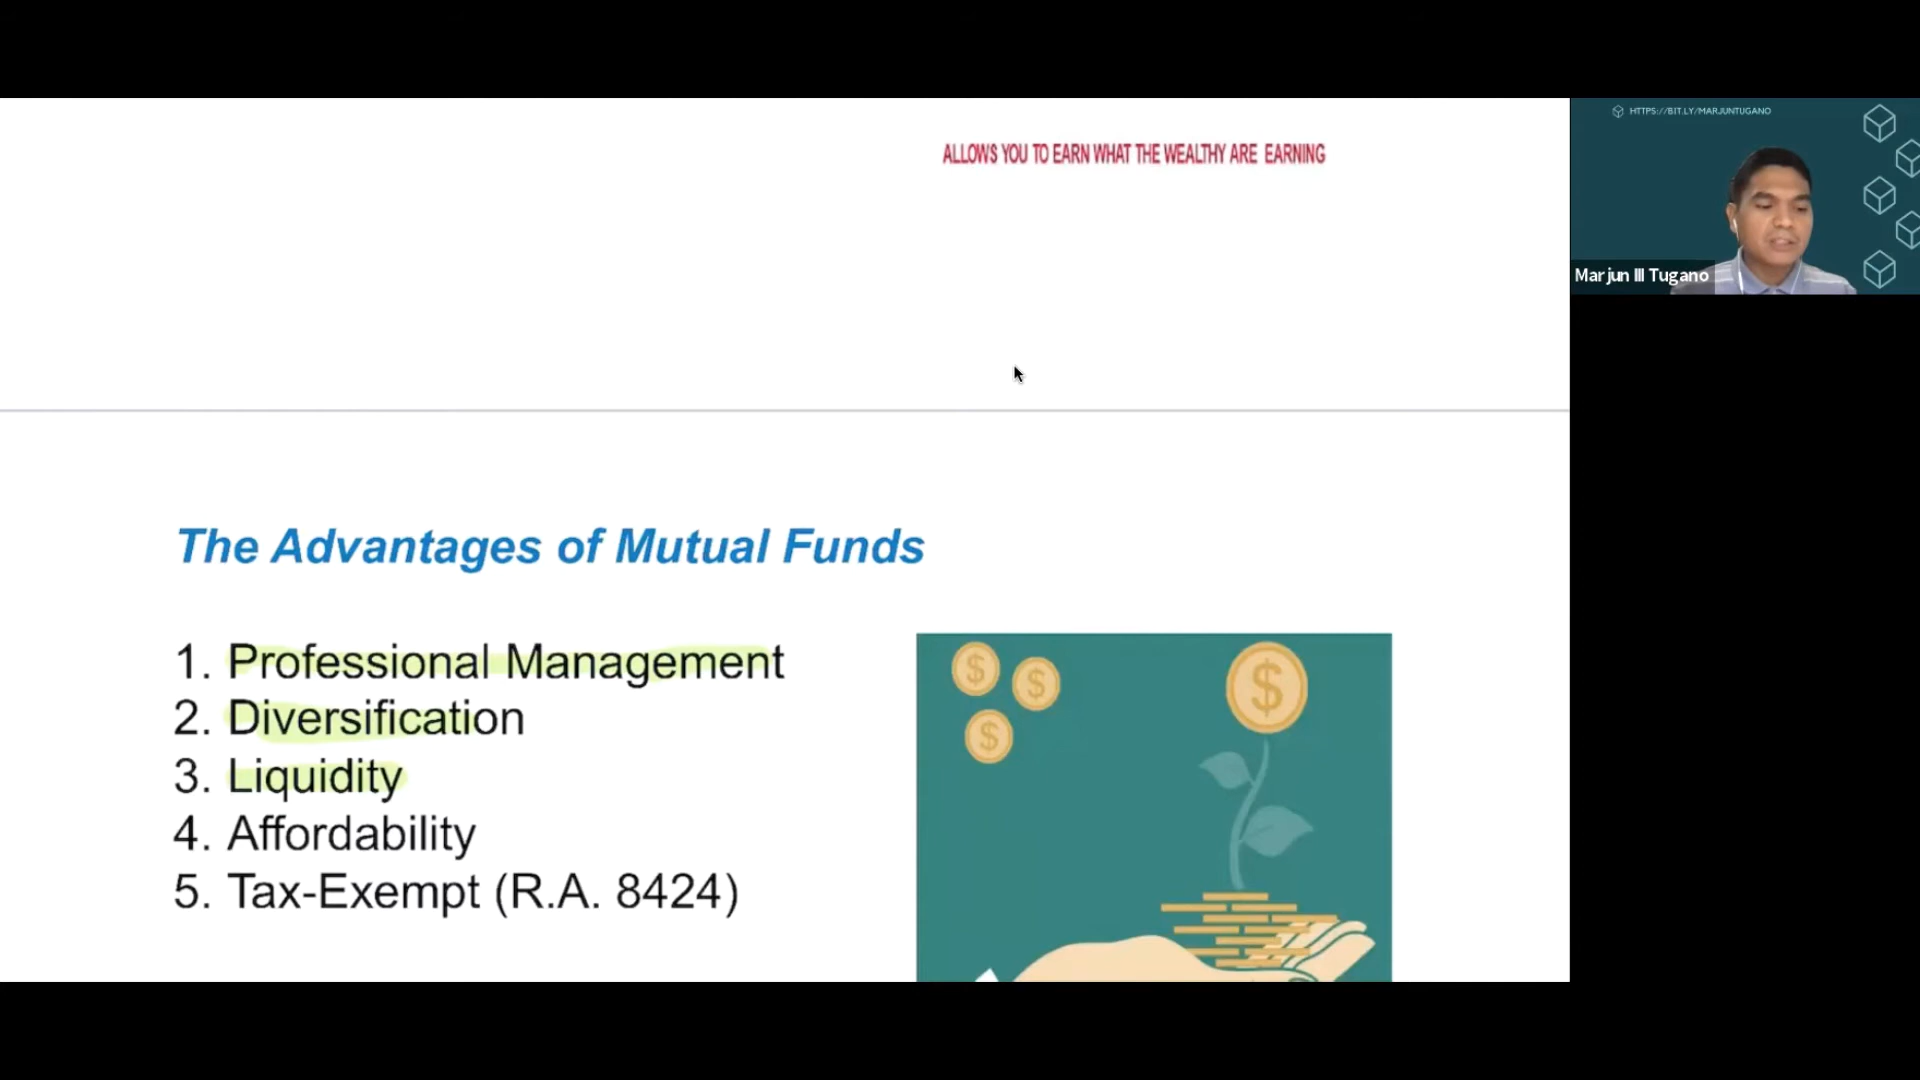 ALLOWS YOU TO EARN WHAT THE WEALTHY ARE EARNING
HTTPS://BIT.LY/MARJUNTUGANO
Marjun III Tugano
The Advantages of Mutual Funds
1. Professional Management
2. Diversification
3. Liquidity
4. Affordability
5. Tax-Exempt (R.A. 8424)
$
$
$
$